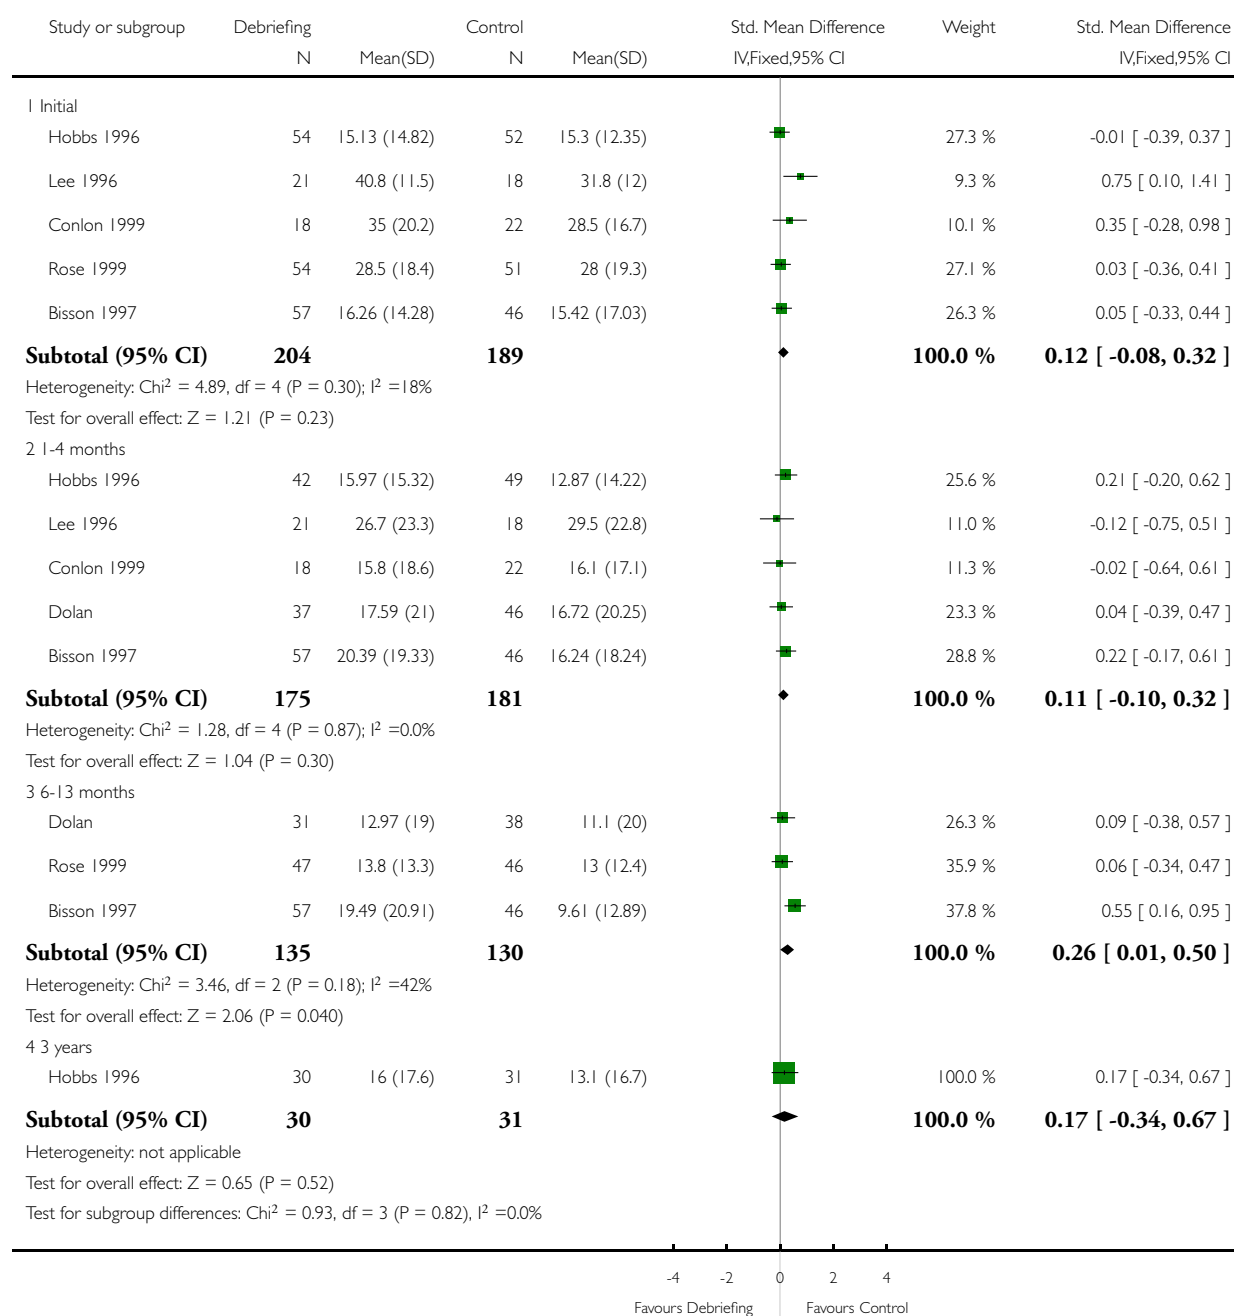 Study or subgroup Debriefing Control Std. Mean Difference Weight Std. Mean Difference
N Mean(SD) N Mean(SD) IV,Fixed,95% CI IV,Fixed,95% CI
1 Initial
Hobbs 1996 54 15.13 (14.82) 52 15.3 (12.35) 27.3 % -0.01 [ -0.39, 0.37 ]
Lee 1996 21 40.8 (11.5) 18 31.8 (12) 9.3 % 0.75 [ 0.10, 1.41 ]
Conlon 1999 18 35 (20.2) 22 28.5 (16.7) 10.1 % 0.35 [ -0.28, 0.98 ]
Rose 1999 54 28.5 (18.4) 51 28 (19.3) 27.1 % 0.03 [ -0.36, 0.41 ]
Bisson 1997 57 16.26 (14.28) 46 15.42 (17.03) 26.3 % 0.05 [ -0.33, 0.44 ]
Subtotal (95% CI) 204 189 100.0 % 0.12 [ -0.08, 0.32 ]
Heterogeneity: Chi² = 4.89, df = 4 (P = 0.30); I² =18%
Test for overall effect: Z = 1.21 (P = 0.23)
2 1-4 months
Hobbs 1996 42 15.97 (15.32) 49 12.87 (14.22) 25.6 % 0.21 [ -0.20, 0.62 ]
Lee 1996 21 26.7 (23.3) 18 29.5 (22.8) 11.0 % -0.12 [ -0.75, 0.51 ]
Conlon 1999 18 15.8 (18.6) 22 16.1 (17.1) 11.3 % -0.02 [ -0.64, 0.61 ]
Dolan 37 17.59 (21) 46 16.72 (20.25) 23.3 % 0.04 [ -0.39, 0.47 ]
Bisson 1997 57 20.39 (19.33) 46 16.24 (18.24) 28.8 % 0.22 [ -0.17, 0.61 ]
Subtotal (95% CI) 175 181 100.0 % 0.11 [ -0.10, 0.32 ]
Heterogeneity: Chi² = 1.28, df = 4 (P = 0.87); I² =0.0%
Test for overall effect: Z = 1.04 (P = 0.30)
3 6-13 months
Dolan 31 12.97 (19) 38 11.1 (20) 26.3 % 0.09 [ -0.38, 0.57 ]
Rose 1999 47 13.8 (13.3) 46 13 (12.4) 35.9 % 0.06 [ -0.34, 0.47 ]
Bisson 1997 57 19.49 (20.91) 46 9.61 (12.89) 37.8 % 0.55 [ 0.16, 0.95 ]
Subtotal (95% CI) 135 130 100.0 % 0.26 [ 0.01, 0.50 ]
Heterogeneity: Chi² = 3.46, df = 2 (P = 0.18); I² =42%
Test for overall effect: Z = 2.06 (P = 0.040)
4 3 years
Hobbs 1996 30 16 (17.6) 31 13.1 (16.7) 100.0 % 0.17 [ -0.34, 0.67 ]
Subtotal (95% CI) 30 31 100.0 % 0.17 [ -0.34, 0.67 ]
Heterogeneity: not applicable
Test for overall effect: Z = 0.65 (P = 0.52)
Test for subgroup differences: Chi² = 0.93, df = 3 (P = 0.82), I² =0.0%
-4 -2 0 2 4
Favours Debriefing Favours Control